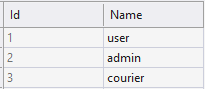 Id Name
1 user
2 admin
3 courier